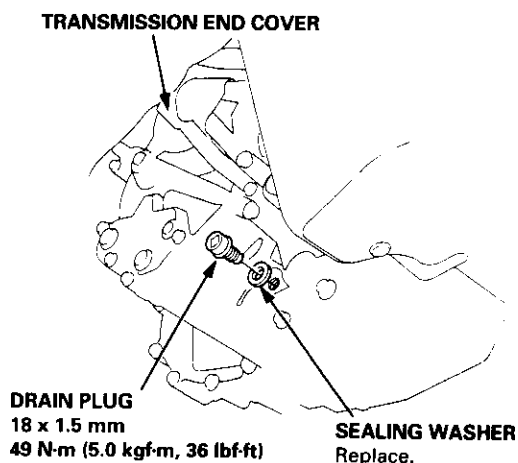 TRANSMISSION END COVER
DRAIN PLUG
18 x 1.5 mm
49 N·m (5.0 kgf·m, 36 lbf·ft)
SEALING WASHER
Replace.